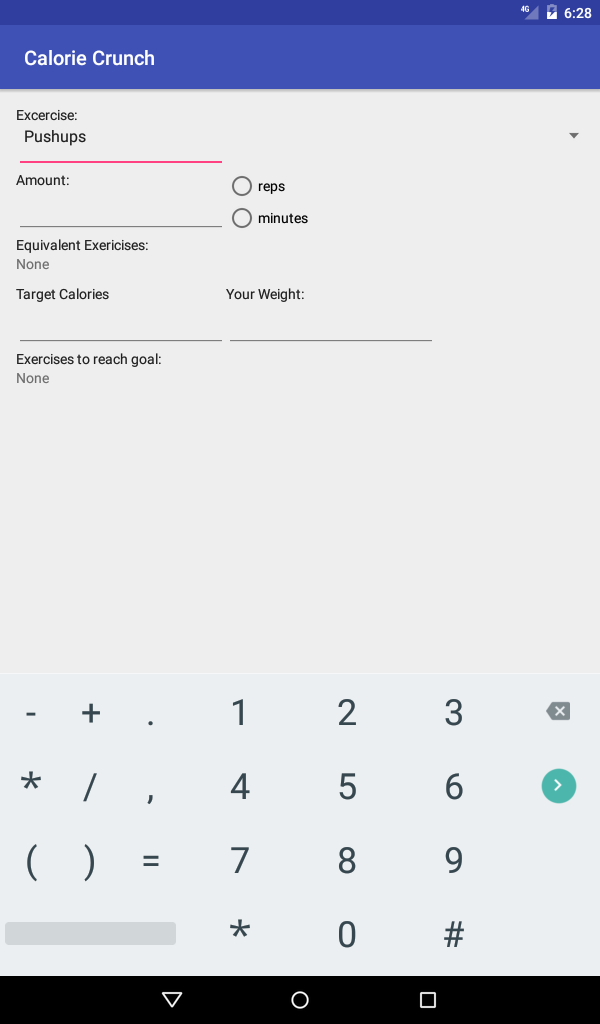 4G 6:28
Calorie Crunch
Excercise:
Pushups
Amount:
reps
minutes
Equivalent Exericises:
None
Target Calories Your Weight:
Exercises to reach goal:
None
- + . 1 2 3
* / , 4 5 6
( ) = 7 8 9
* 0 #